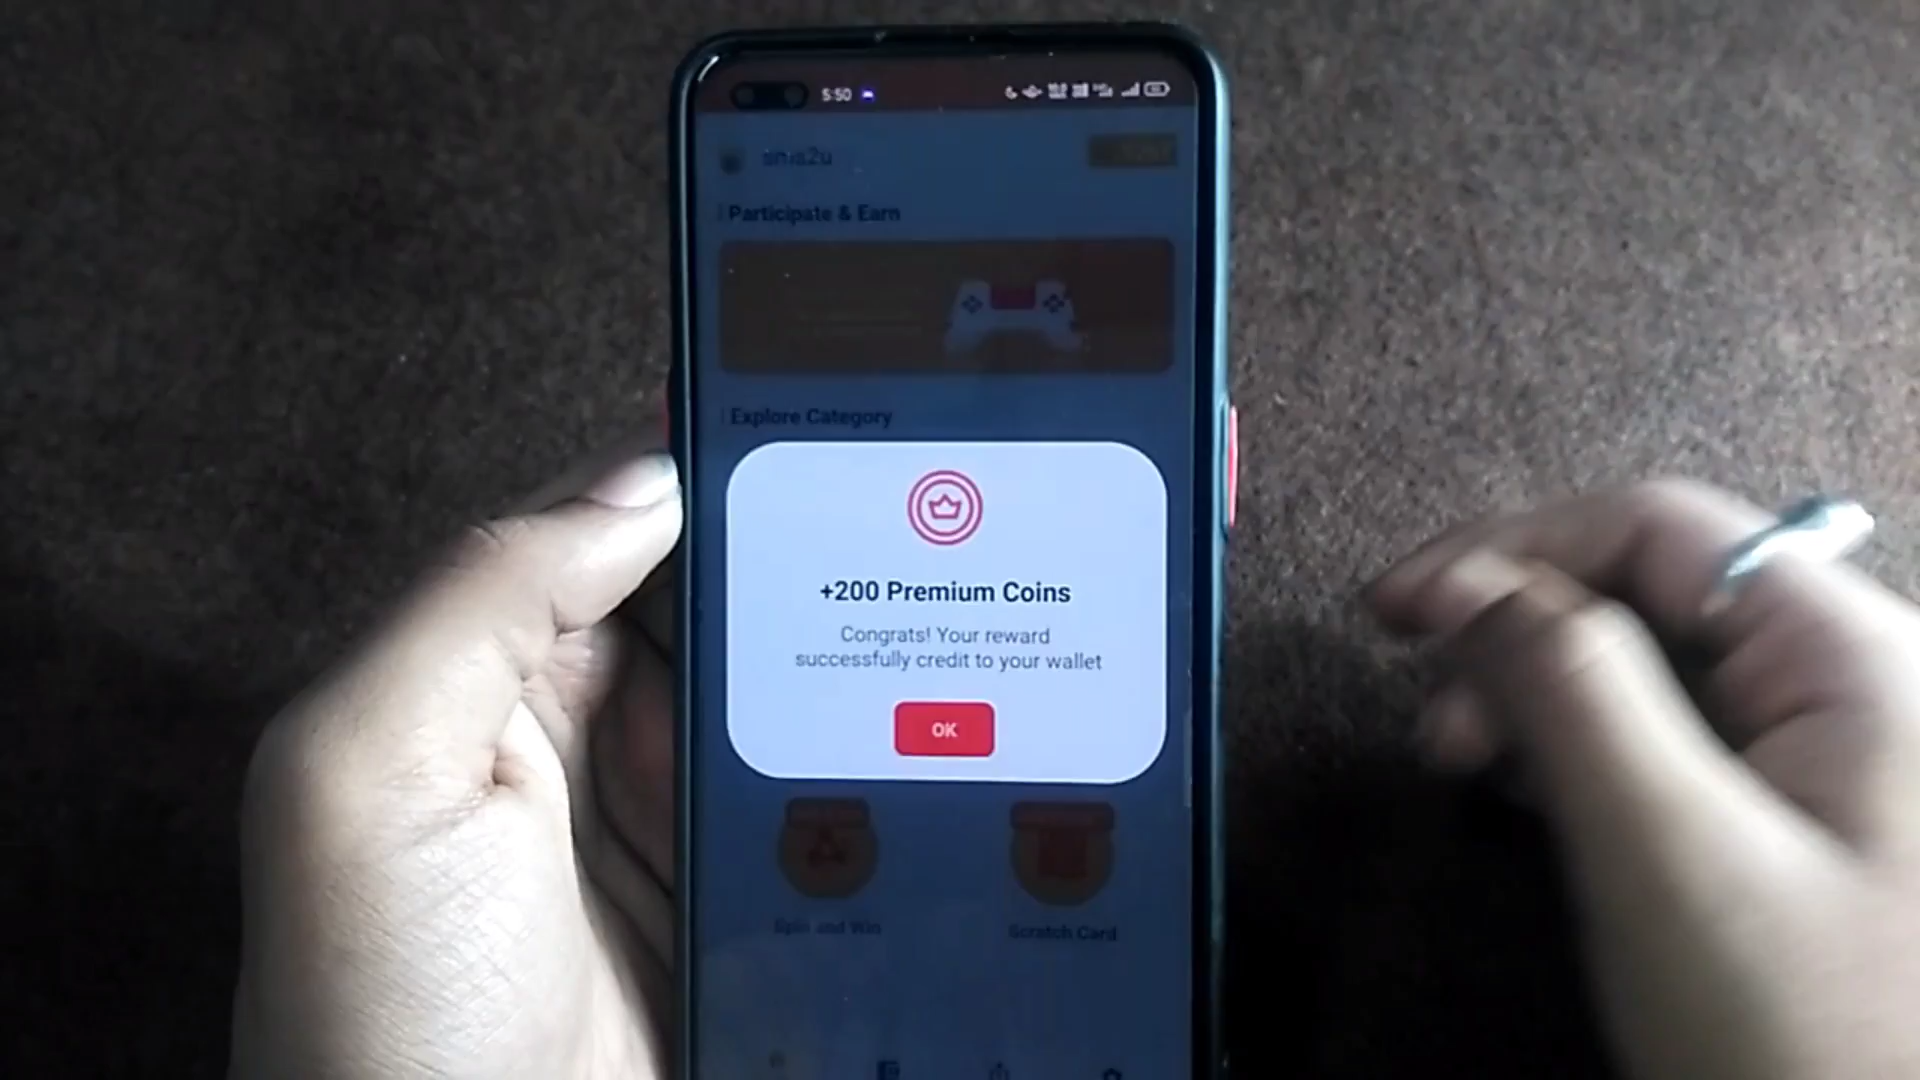 5:50
Participate & Earn
Explore Category
+200 Premium Coins
Congrats! Your reward
successfully credit to your wallet
OK
Spin and Win
Scratch Card